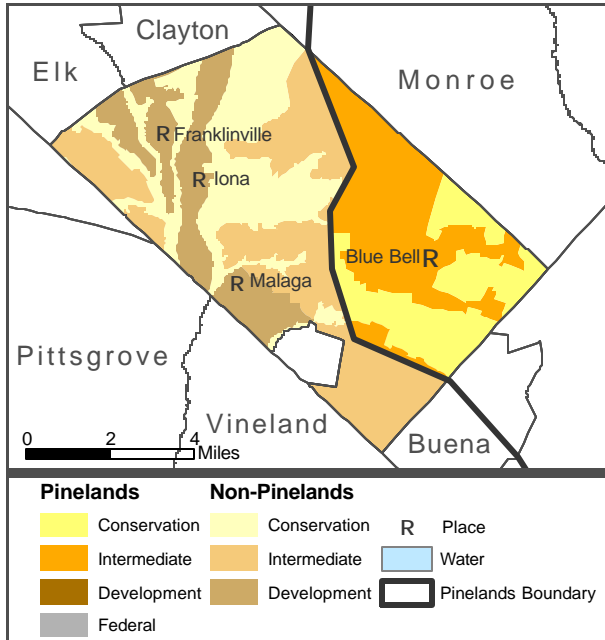 Clayton
Elk
Monroe
R Franklinville
R Iona
Blue Bell R
R Malaga
Pittsgrove
Vineland
Buena
0 2 4
Miles
Pinelands Non-Pinelands
Conservation Conservation R Place
Intermediate Intermediate Water
Development Development Pinelands Boundary
Federal